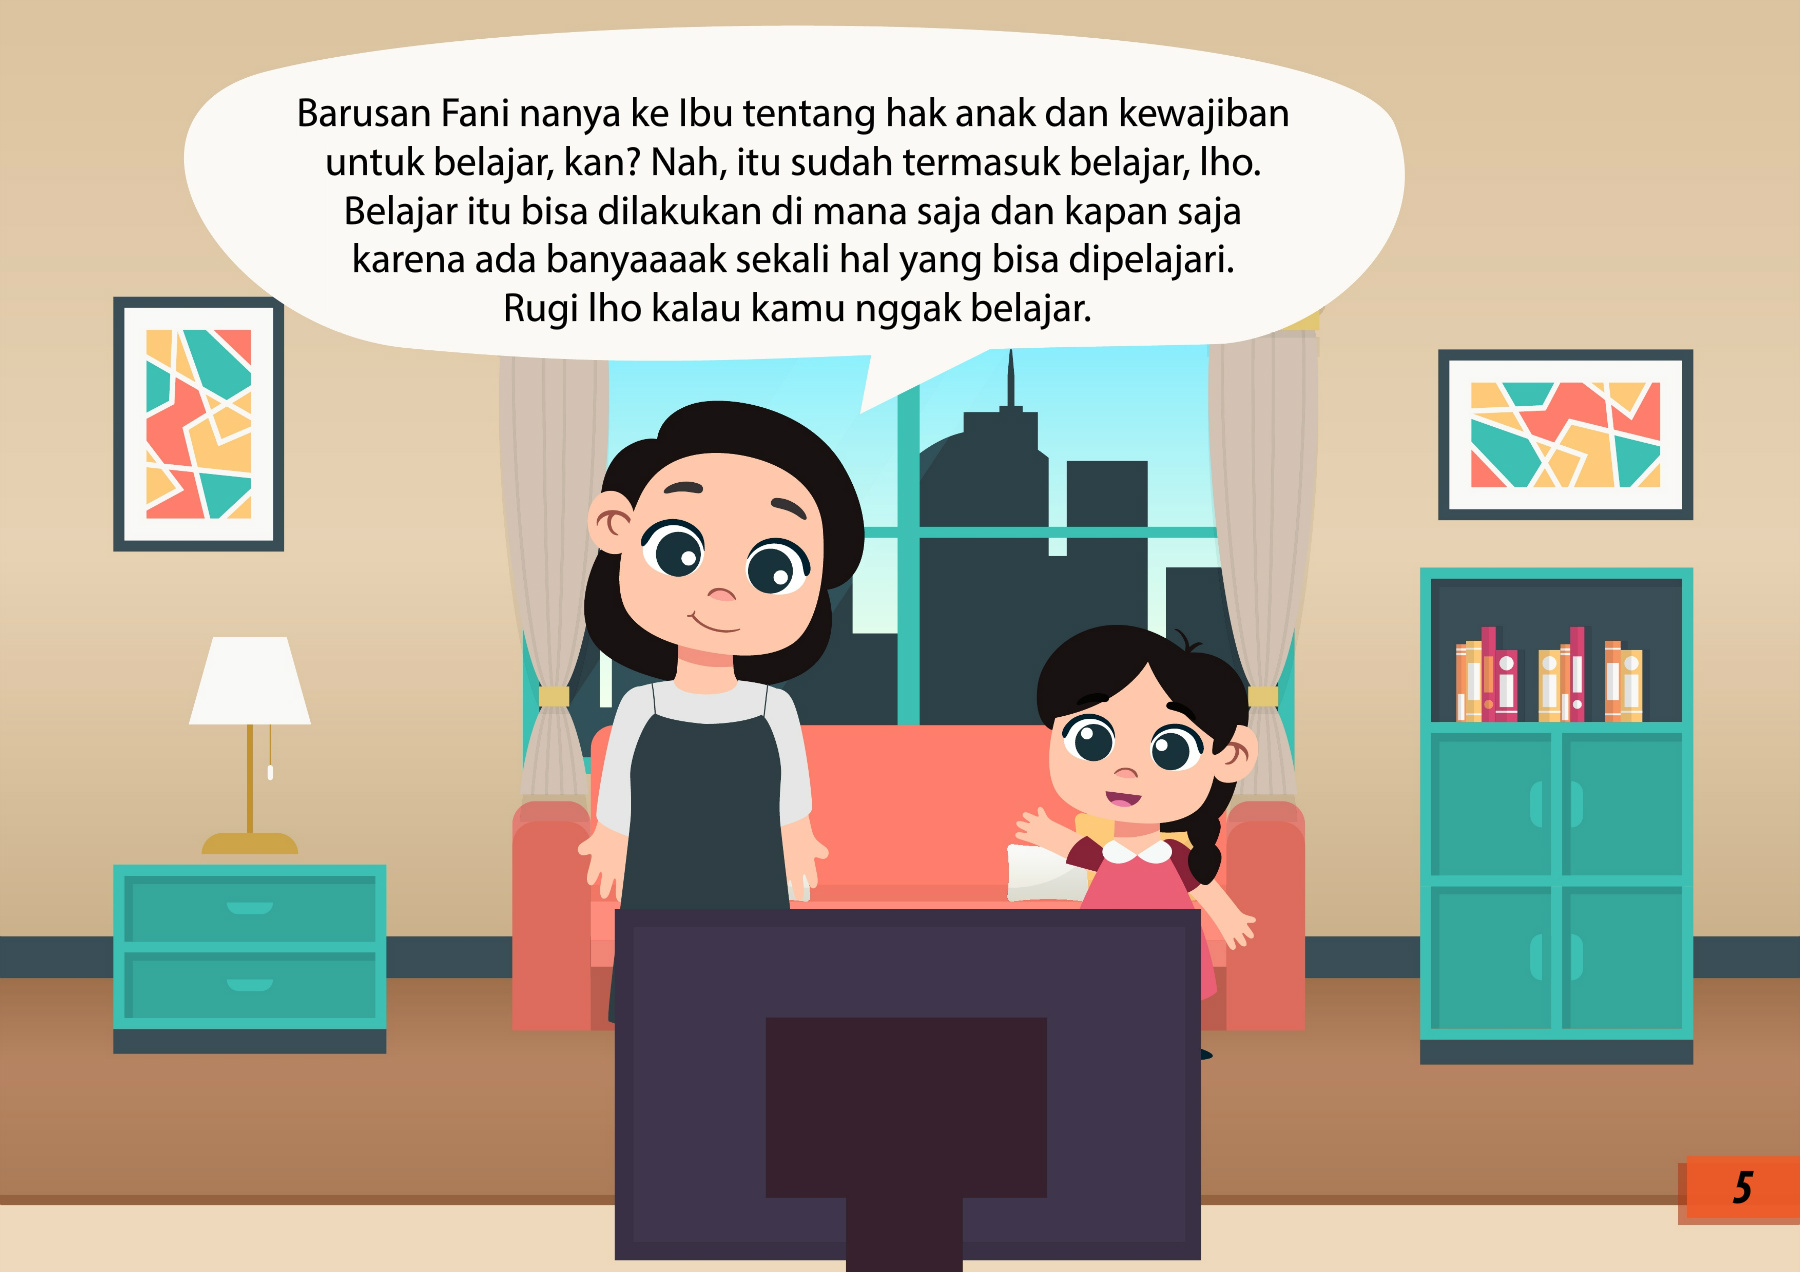 Barusan Fani nanya ke Ibu tentang hak anak dan kewajiban
untuk belajar, kan? Nah, itu sudah termasuk belajar, lho.
Belajar itu bisa dilakukan di mana saja dan kapan saja
karena ada banyaaaak sekali hal yang bisa dipelajari.
Rugi lho kalau kamu nggak belajar.
5